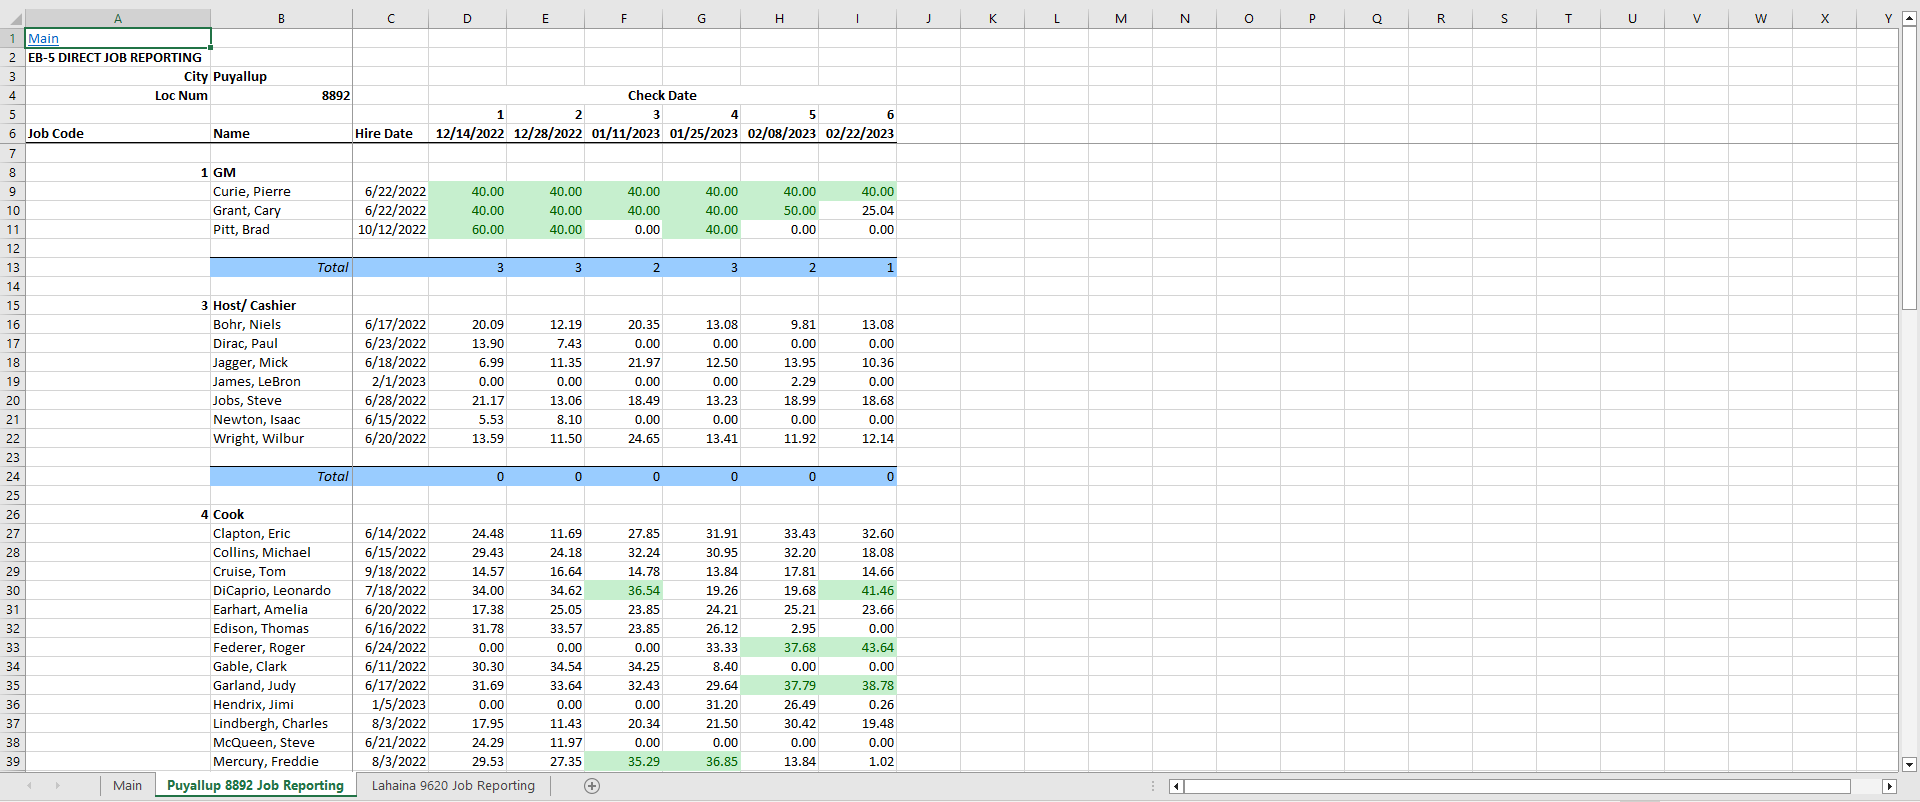 A B C D E F G H I J K L M N O P Q R S T U V W X Y
1 Main
2 EB-5 DIRECT JOB REPORTING
3 City Puyallup
4 Loc Num 8892 Check Date
5 1 2 3 4 5 6
6 Job Code Name Hire Date 12/14/2022 12/28/2022 01/11/2023 01/25/2023 02/08/2023 02/22/2023
7
8 1 GM
9 Curie, Pierre 6/22/2022 40.00 40.00 40.00 40.00 40.00 40.00
10 Grant, Cary 6/22/2022 40.00 40.00 40.00 40.00 50.00 25.04
11 Pitt, Brad 10/12/2022 60.00 40.00 0.00 40.00 0.00 0.00
12
13 Total 3 3 2 3 2 1
14
15 3 Host/ Cashier
16 Bohr, Niels 6/17/2022 20.09 12.19 20.35 13.08 9.81 13.08
17 Dirac, Paul 6/23/2022 13.90 7.43 0.00 0.00 0.00 0.00
18 Jagger, Mick 6/18/2022 6.99 11.35 21.97 12.50 13.95 10.36
19 James, LeBron 2/1/2023 0.00 0.00 0.00 0.00 2.29 0.00
20 Jobs, Steve 6/28/2022 21.17 13.06 18.49 13.23 18.99 18.68
21 Newton, Isaac 6/15/2022 5.53 8.10 0.00 0.00 0.00 0.00
22 Wright, Wilbur 6/20/2022 13.59 11.50 24.65 13.41 11.92 12.14
23
24 Total 0 0 0 0 0 0
25
26 4 Cook
27 Clapton, Eric 6/14/2022 24.48 11.69 27.85 31.91 33.43 32.60
28 Collins, Michael 6/15/2022 29.43 24.18 32.24 30.95 32.20 18.08
29 Cruise, Tom 9/18/2022 14.57 16.64 14.78 13.84 17.81 14.66
30 DiCaprio, Leonardo 7/18/2022 34.00 34.62 36.54 19.26 19.68 41.46
31 Earhart, Amelia 6/20/2022 17.38 25.05 23.85 24.21 25.21 23.66
32 Edison, Thomas 6/16/2022 31.78 33.57 23.85 26.12 2.95 0.00
33 Federer, Roger 6/24/2022 0.00 0.00 0.00 33.33 37.68 43.64
34 Gable, Clark 6/11/2022 30.30 34.54 34.25 8.40 0.00 0.00
35 Garland, Judy 6/17/2022 31.69 33.64 32.43 29.64 37.79 38.78
36 Hendrix, Jimi 1/5/2023 0.00 0.00 0.00 31.20 26.49 0.26
37 Lindbergh, Charles 8/3/2022 17.95 11.43 20.34 21.50 30.42 19.48
38 McQueen, Steve 6/21/2022 24.29 11.97 0.00 0.00 0.00 0.00
39 Mercury, Freddie 8/3/2022 29.53 27.35 35.29 36.85 13.84 1.02
Main Puyallup 8892 Job Reporting Lahaina 9620 Job Reporting